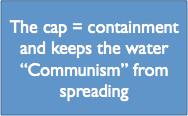 The cap = containment
and keeps the water
“Communism” from
spreading